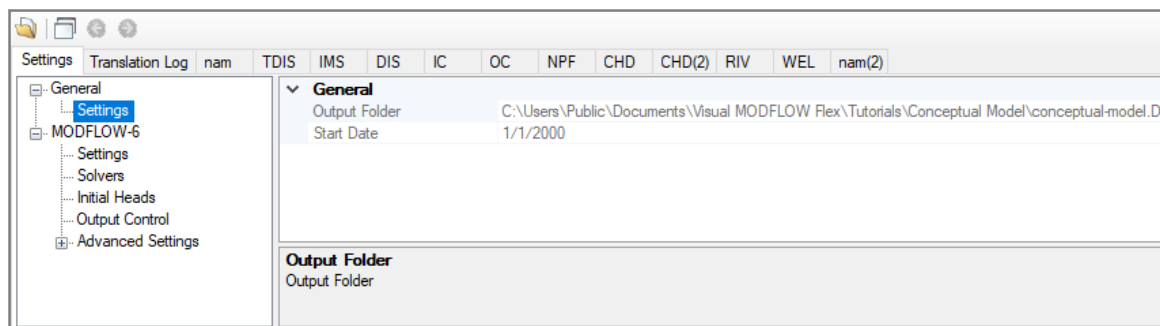 Settings Translation Log nam TDIS IMS DIS IC OC NPF CHD CHD(2) RIV WEL nam(2)
General
Settings
MODFLOW-6
Settings
Solvers
Initial Heads
Output Control
Advanced Settings
General
Output Folder C:\Users\Public\Documents\Visual MODFLOW Flex\Tutorials\Conceptual Model\conceptual-model.D
Start Date 1/1/2000
Output Folder
Output Folder